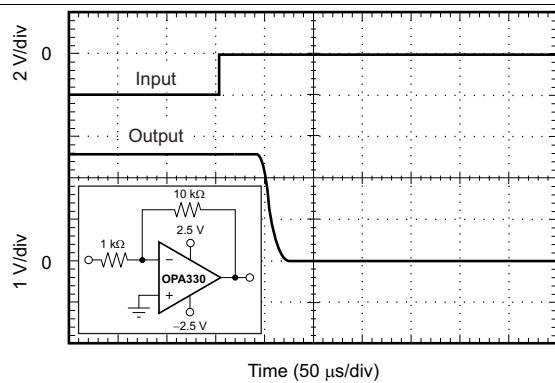 2 V/div
0
Input
Output
10 kΩ
2.5 V
1 kΩ
−
OPA330
+
−2.5 V
1 V/div
0
Time (50 μs/div)